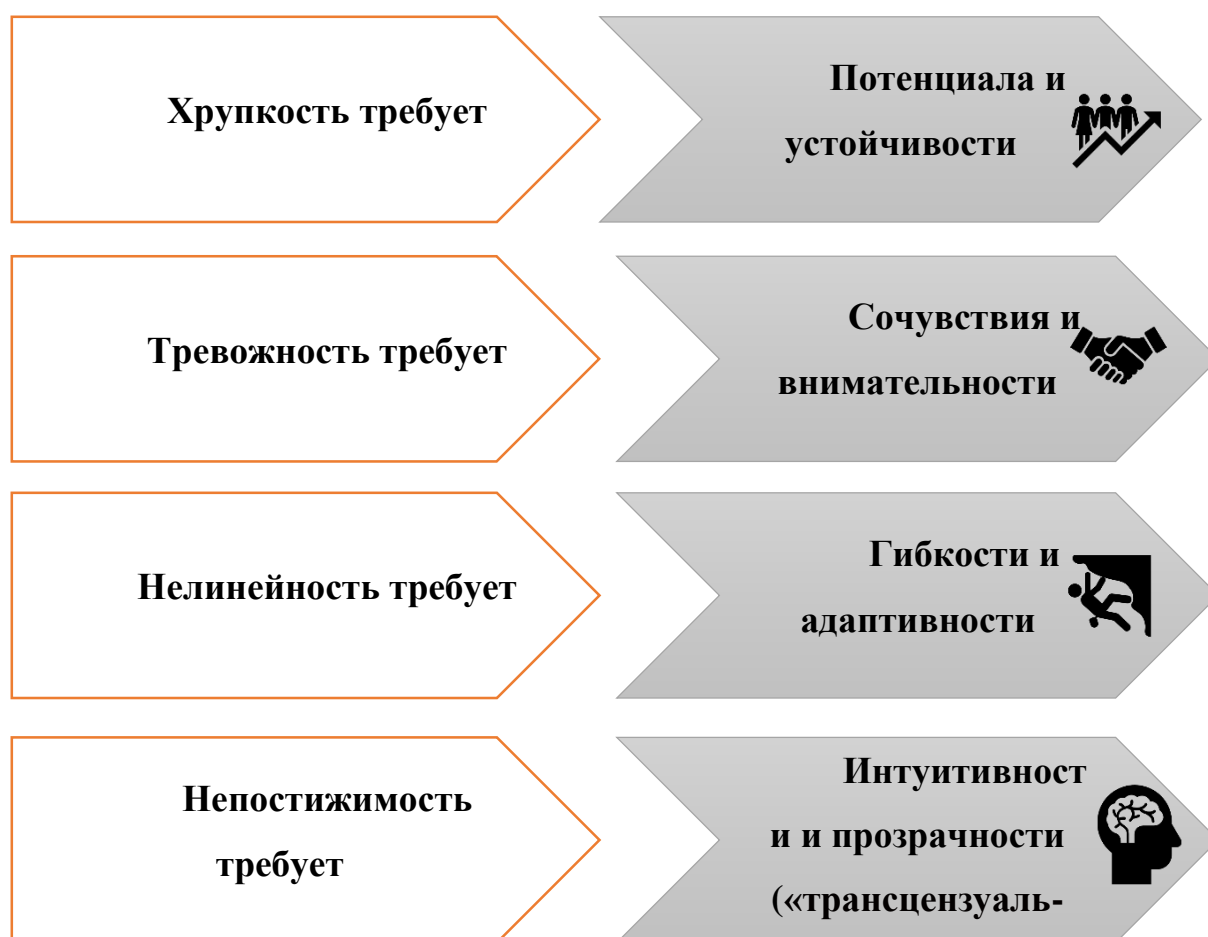 Хрупкость требует
Потенциала и
устойчивости
Тревожность требует
Сочувствия и
внимательности
Нелинейность требует
Гибкости и
адаптивности
Непостижимость
требует
Интуитивност
и и прозрачности
(«трансцензуаль-